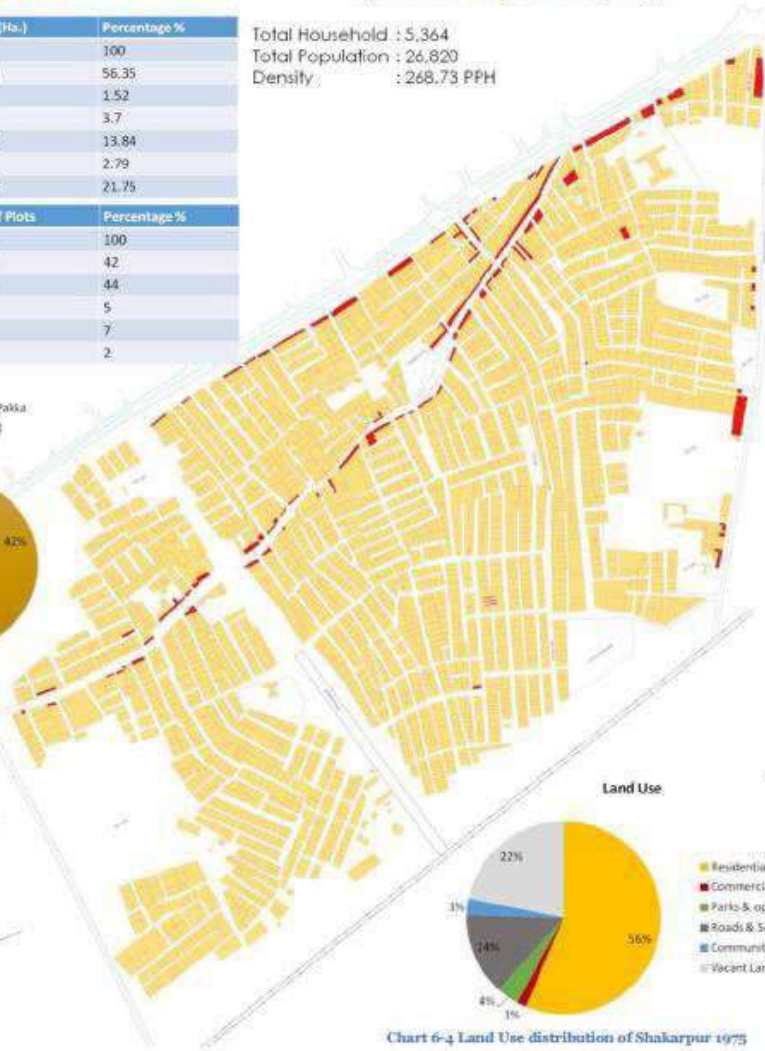 (Ha.) Percentage %
100
56.35
1.52
3.7
13.84
2.79
21.75
Plots Percentage %
100
42
44
5
7
2
Total Household : 5,364
Total Population : 26,820
Density : 268.73 PPH
Pakka
42%
Land Use
22%
3%
14%
4%
1%
56%
Residentia
Commerci
Parks & op
Roads & S
Communit
Vacant Lan
Chart 6-4 Land Use distribution of Shakarpur 1975